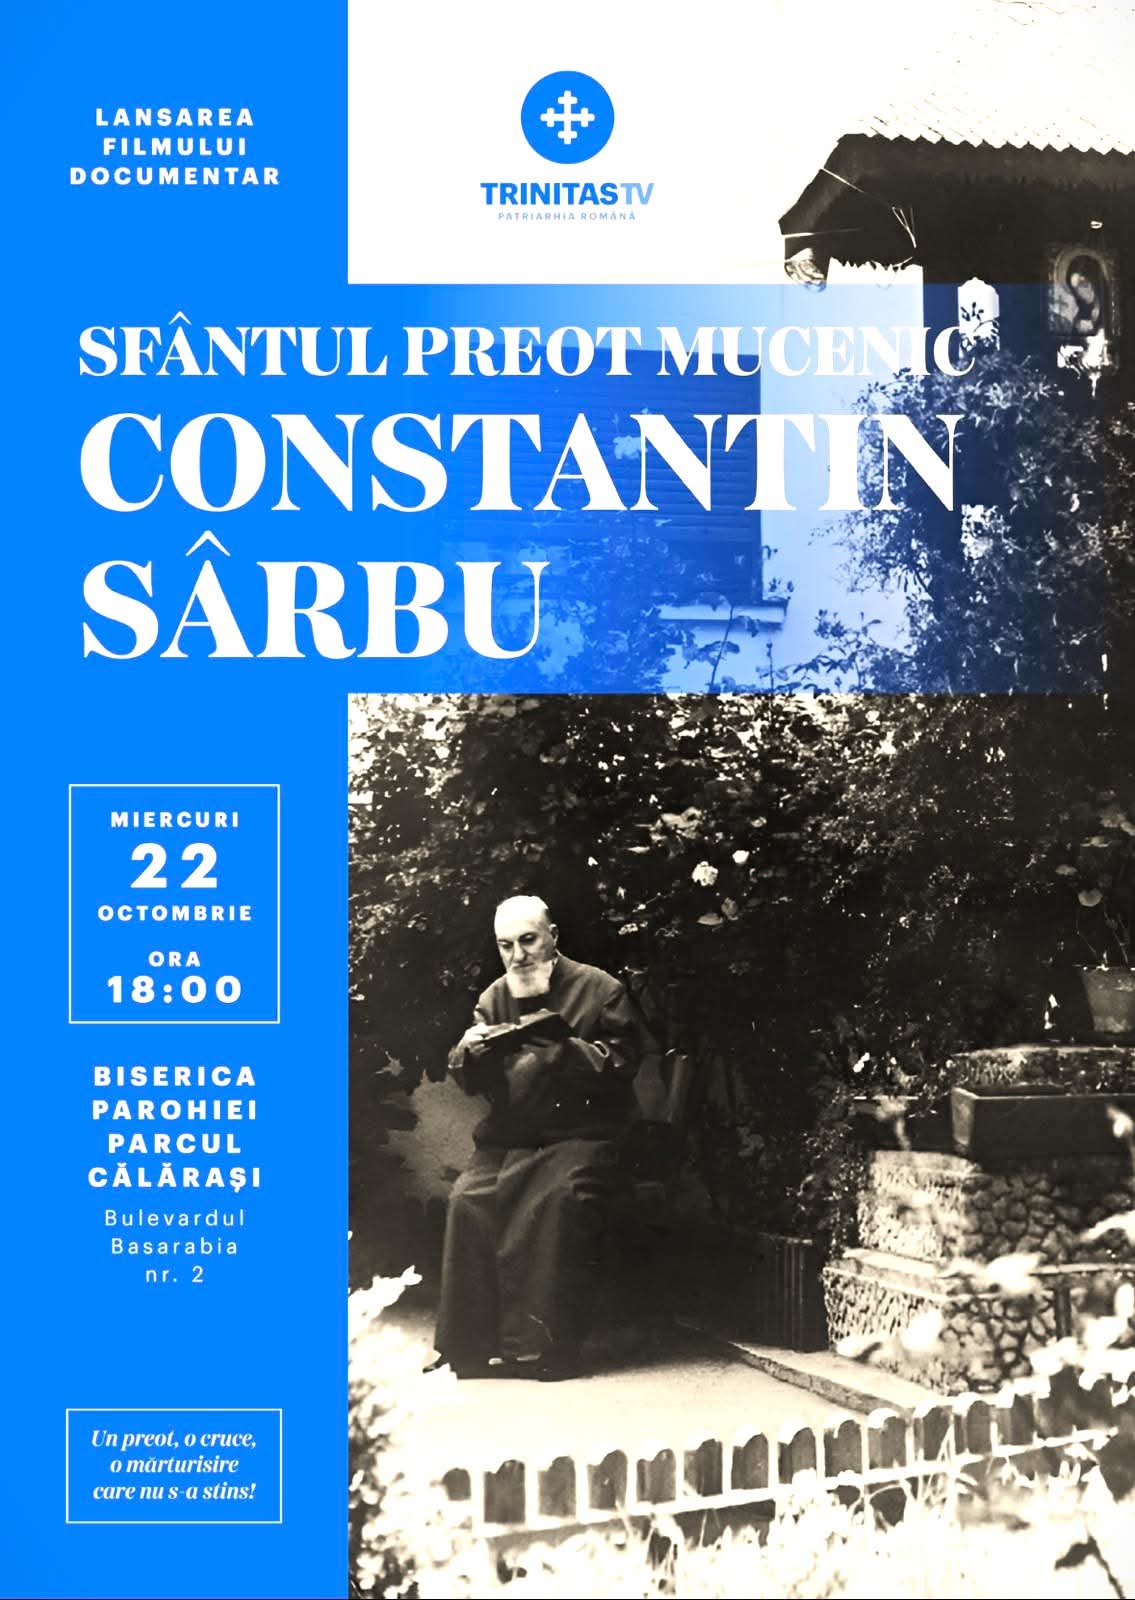 LANSAREA
FILMULUI
DOCUMENTAR
TRINITAS TV
PATRIARHIA ROMÂNĂ
SFÂNTUL PREOT MUCENIC
CONSTANTIN
SÂRBU
MIERCURI
22
OCTOMBRIE
ORA
18:00
BISERICA
PAROHIEI
PARCUL
CĂLĂRAȘI
Bulevardul
Basarabia
nr. 2
Un preot, o cruce,
o mărturisire
care nu s-a stins!